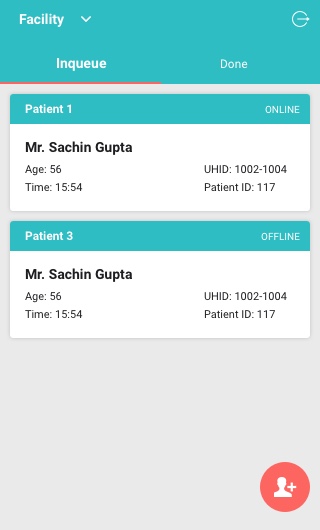 Facility
Inqueue Done
Patient 1 ONLINE
Mr. Sachin Gupta
Age: 56 UHID: 1002-1004
Time: 15:54 Patient ID: 117
Patient 3 OFFLINE
Mr. Sachin Gupta
Age: 56 UHID: 1002-1004
Time: 15:54 Patient ID: 117